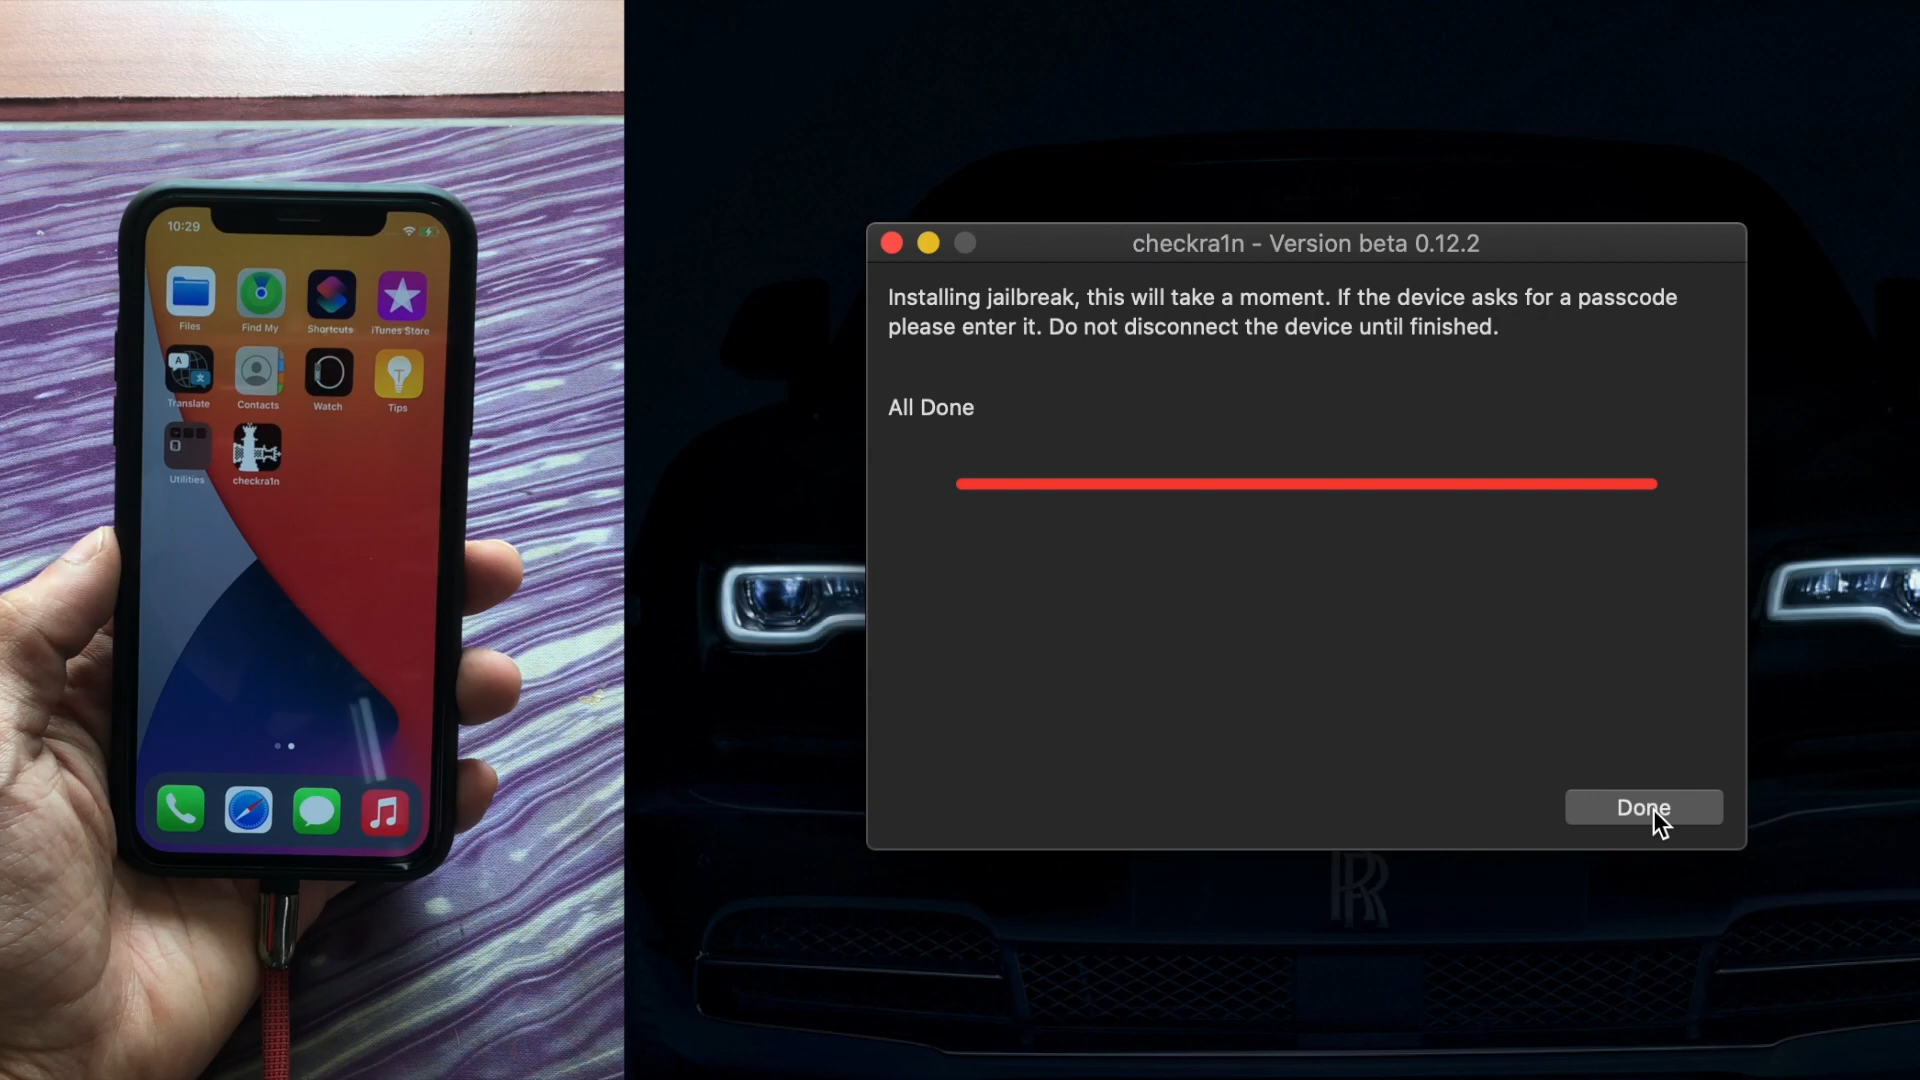 10:29
Files
Find My
Shortcuts
iTunes Store
Translate
Contacts
Watch
Tips
Utilities
checkra1n
checkra1n - Version beta 0.12.2
Installing jailbreak, this will take a moment. If the device asks for a passcode
please enter it. Do not disconnect the device until finished.
All Done
Done
RR